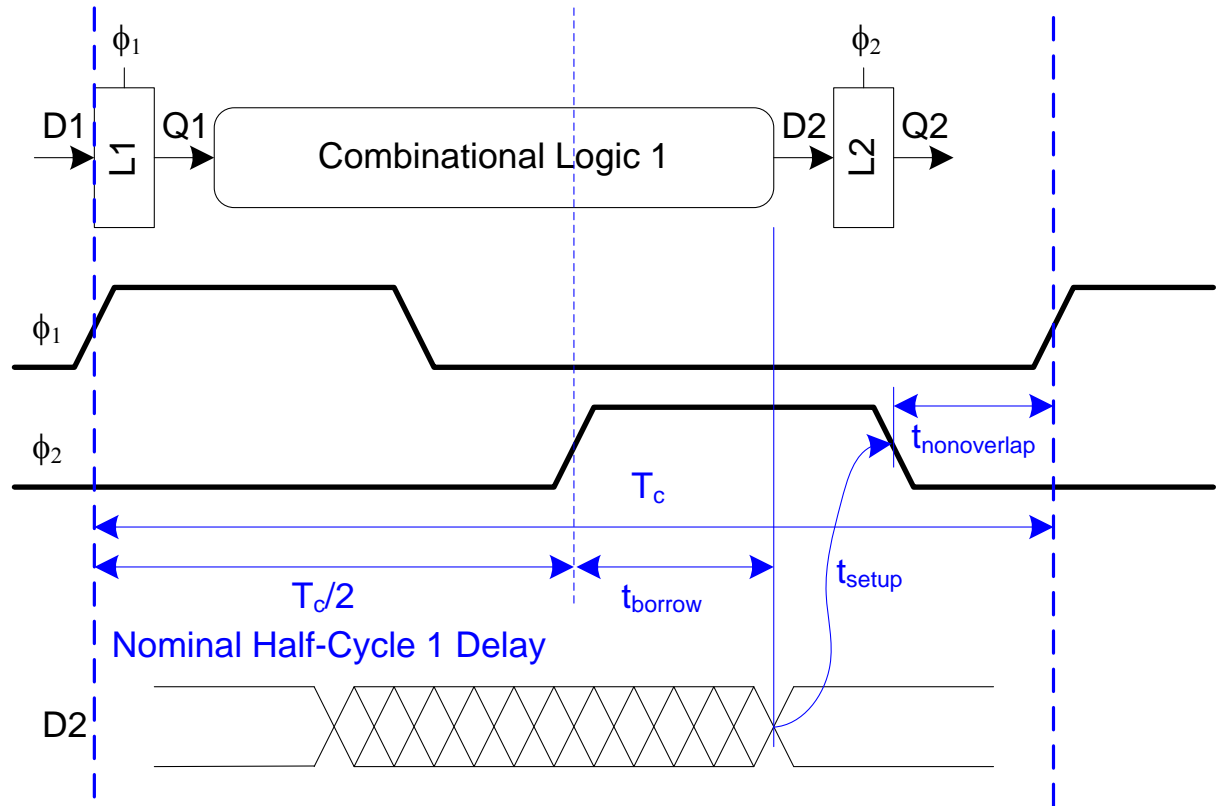 ϕ1 ϕ2
D1 L1 Q1 Combinational Logic 1 D2 L2 Q2
ϕ1
ϕ2
tnonoverlap
Tc
Tc/2 tborrow tsetup
Nominal Half-Cycle 1 Delay
D2